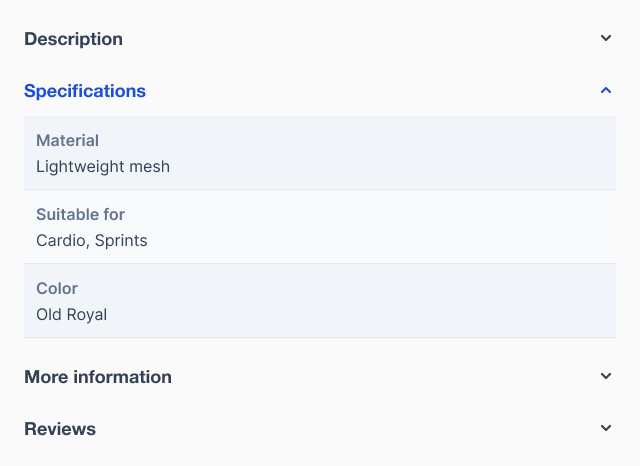 Description
Specifications
Material
Lightweight mesh
Suitable for
Cardio, Sprints
Color
Old Royal
More information
Reviews